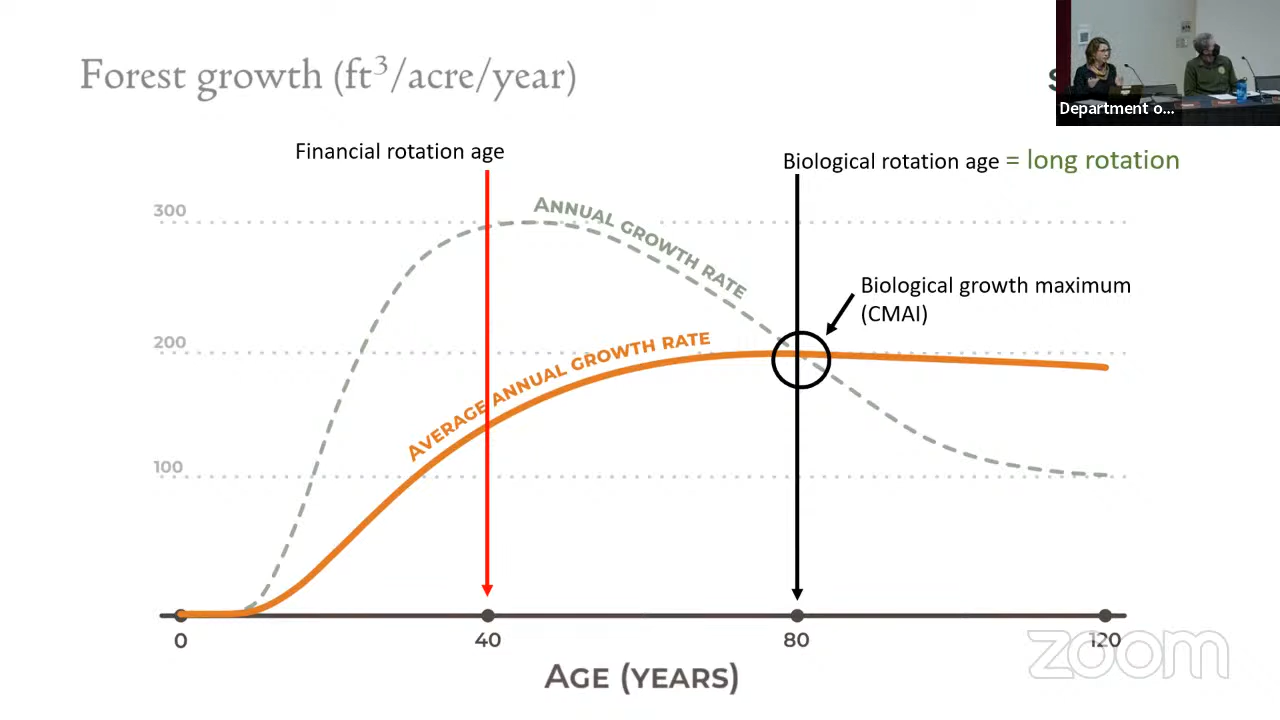 Forest growth (ft³/acre/year)
Department o...
Financial rotation age
Biological rotation age = long rotation
300
ANNUAL GROWTH RATE
Biological growth maximum
(CMAI)
200
AVERAGE ANNUAL GROWTH RATE
100
0
40
80
120
AGE (YEARS)
zoom